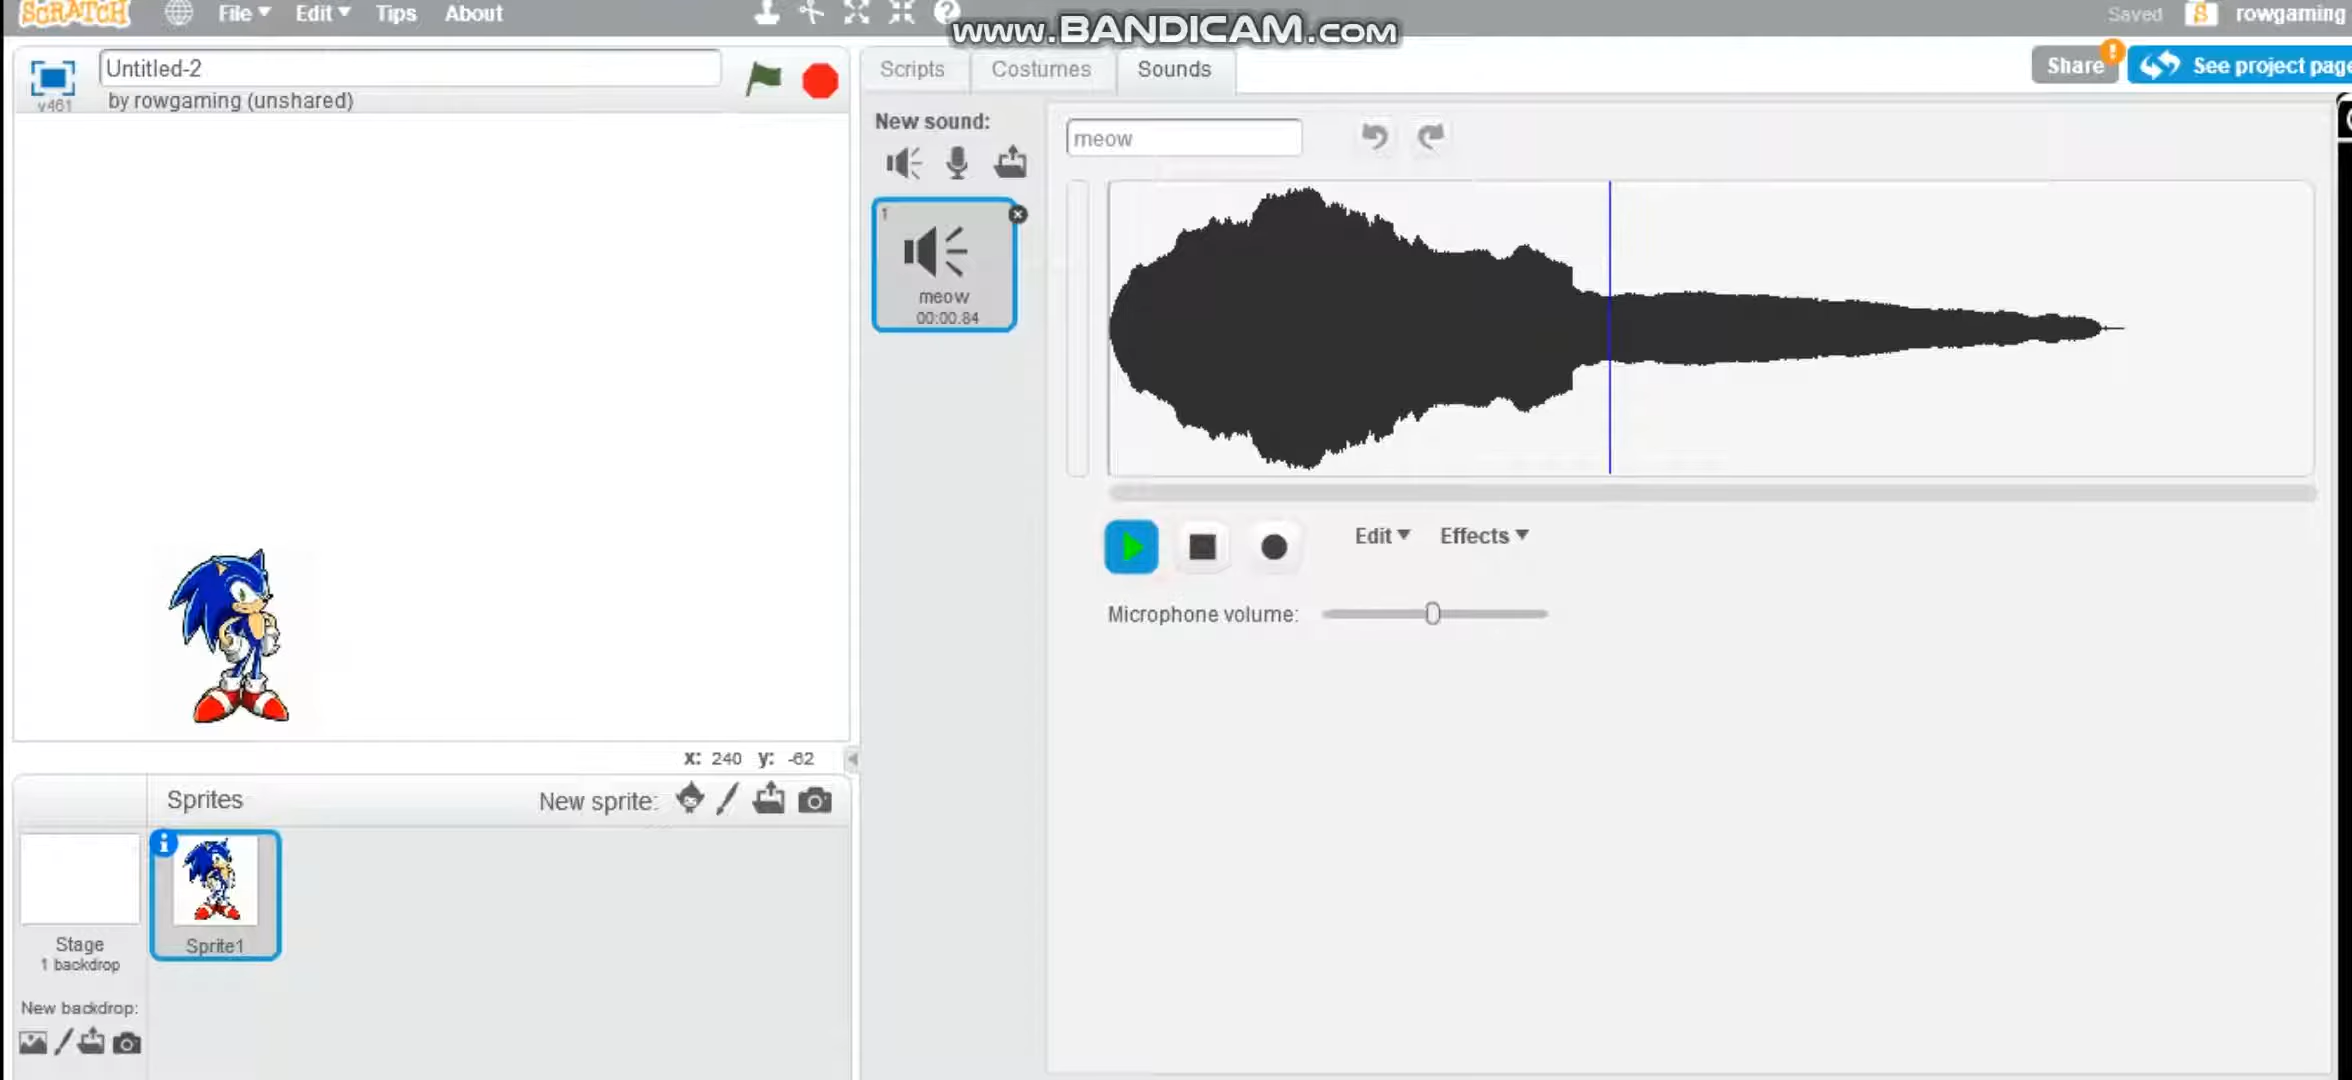 SCRATCH File Edit Tips About
www.BANDICAM.com
Saved rowgaming
Untitled-2
v461
by rowgaming (unshared)
Scripts Costumes Sounds
Share
See project page
New sound:
meow
1
meow
00:00.84
Edit Effects
Microphone volume:
x: 240 y: -62
Sprites New sprite:
Stage
1 backdrop
Sprite1
New backdrop: